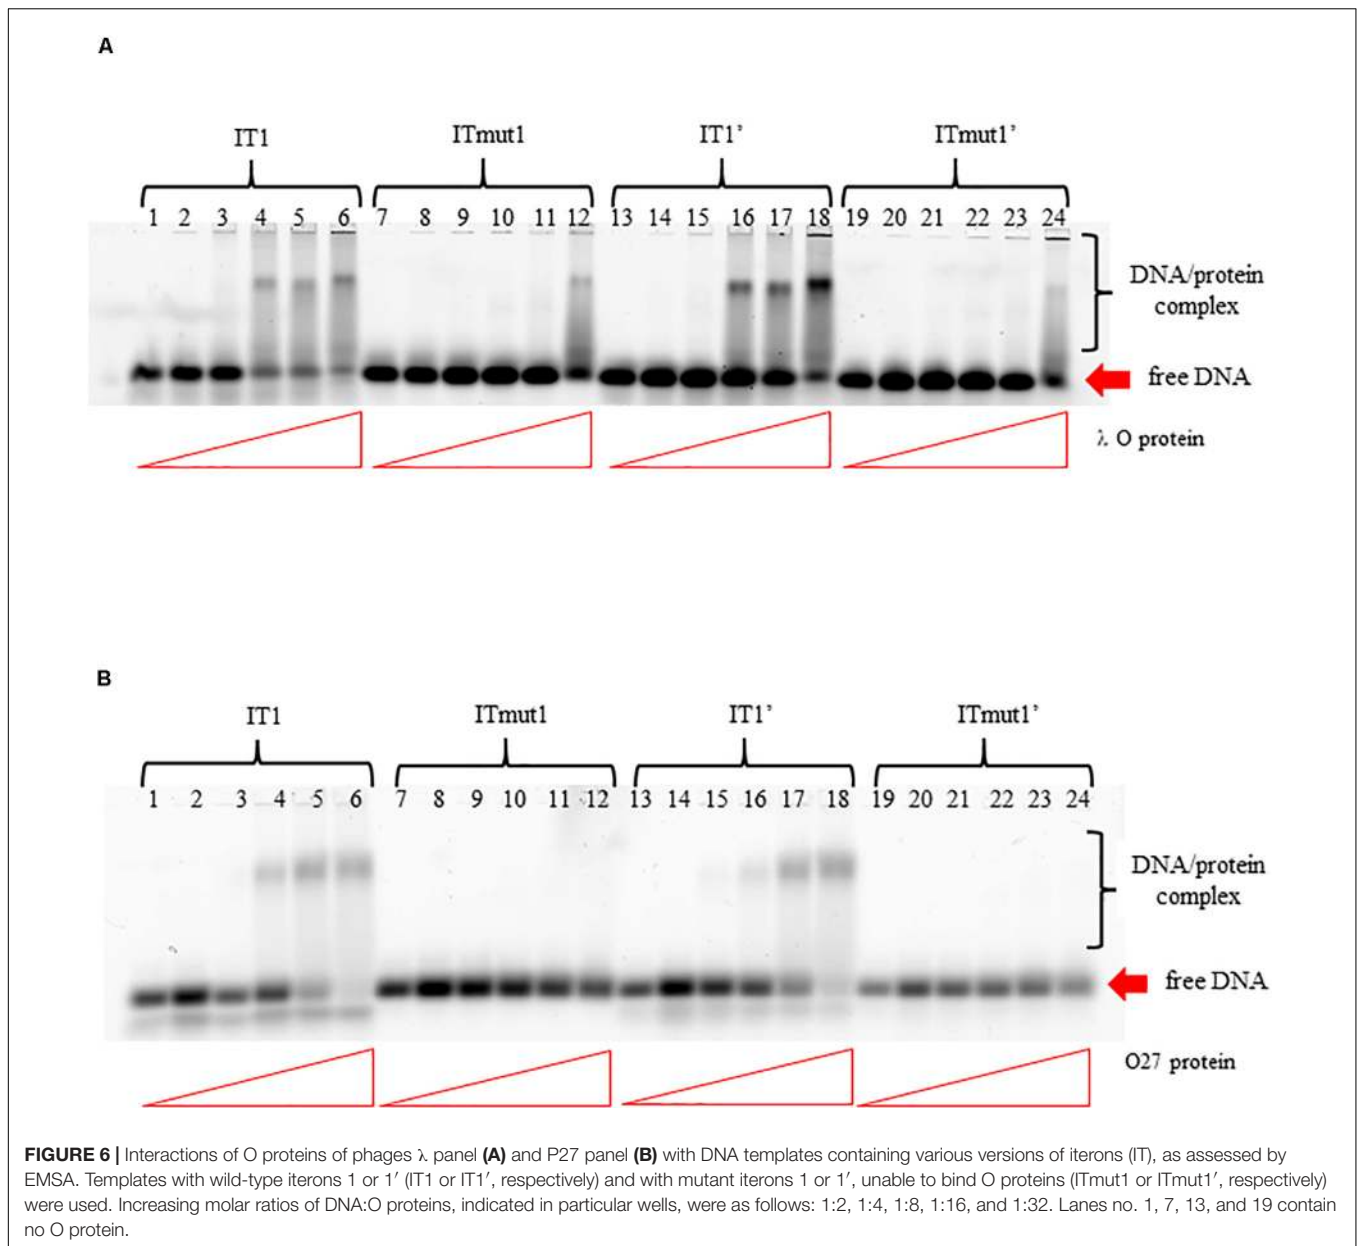 A
IT1 ITmut1 IT1’ ITmut1’
1 2 3 4 5 6 7 8 9 10 11 12 13 14 15 16 17 18 19 20 21 22 23 24
DNA/protein
complex
free DNA
λ O protein
B
IT1 ITmut1 IT1’ ITmut1’
1 2 3 4 5 6 7 8 9 10 11 12 13 14 15 16 17 18 19 20 21 22 23 24
DNA/protein
complex
free DNA
O27 protein
FIGURE 6 | Interactions of O proteins of phages λ panel (A) and P27 panel (B) with DNA templates containing various versions of iterons (IT), as assessed by
EMSA. Templates with wild-type iterons 1 or 1′ (IT1 or IT1′, respectively) and with mutant iterons 1 or 1′, unable to bind O proteins (ITmut1 or ITmut1′, respectively)
were used. Increasing molar ratios of DNA:O proteins, indicated in particular wells, were as follows: 1:2, 1:4, 1:8, 1:16, and 1:32. Lanes no. 1, 7, 13, and 19 contain
no O protein.